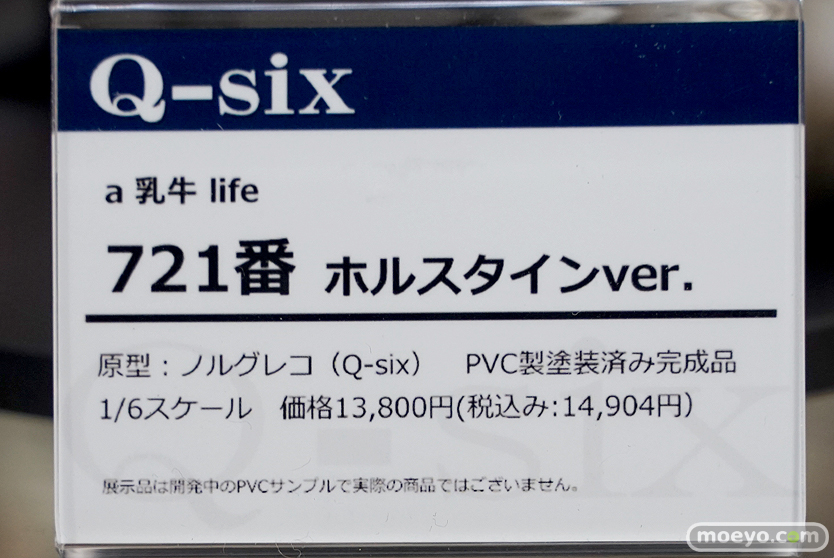 Q-six
a 乳牛 life
721番 ホルスタインver.
原型：ノルグレコ（Q-six） PVC製塗装済み完成品
1/6スケール 価格13,800円(税込み:14,904円)
展示品は開発中のPVCサンプルで実際の商品ではございません。
Q-six
moeyo.com